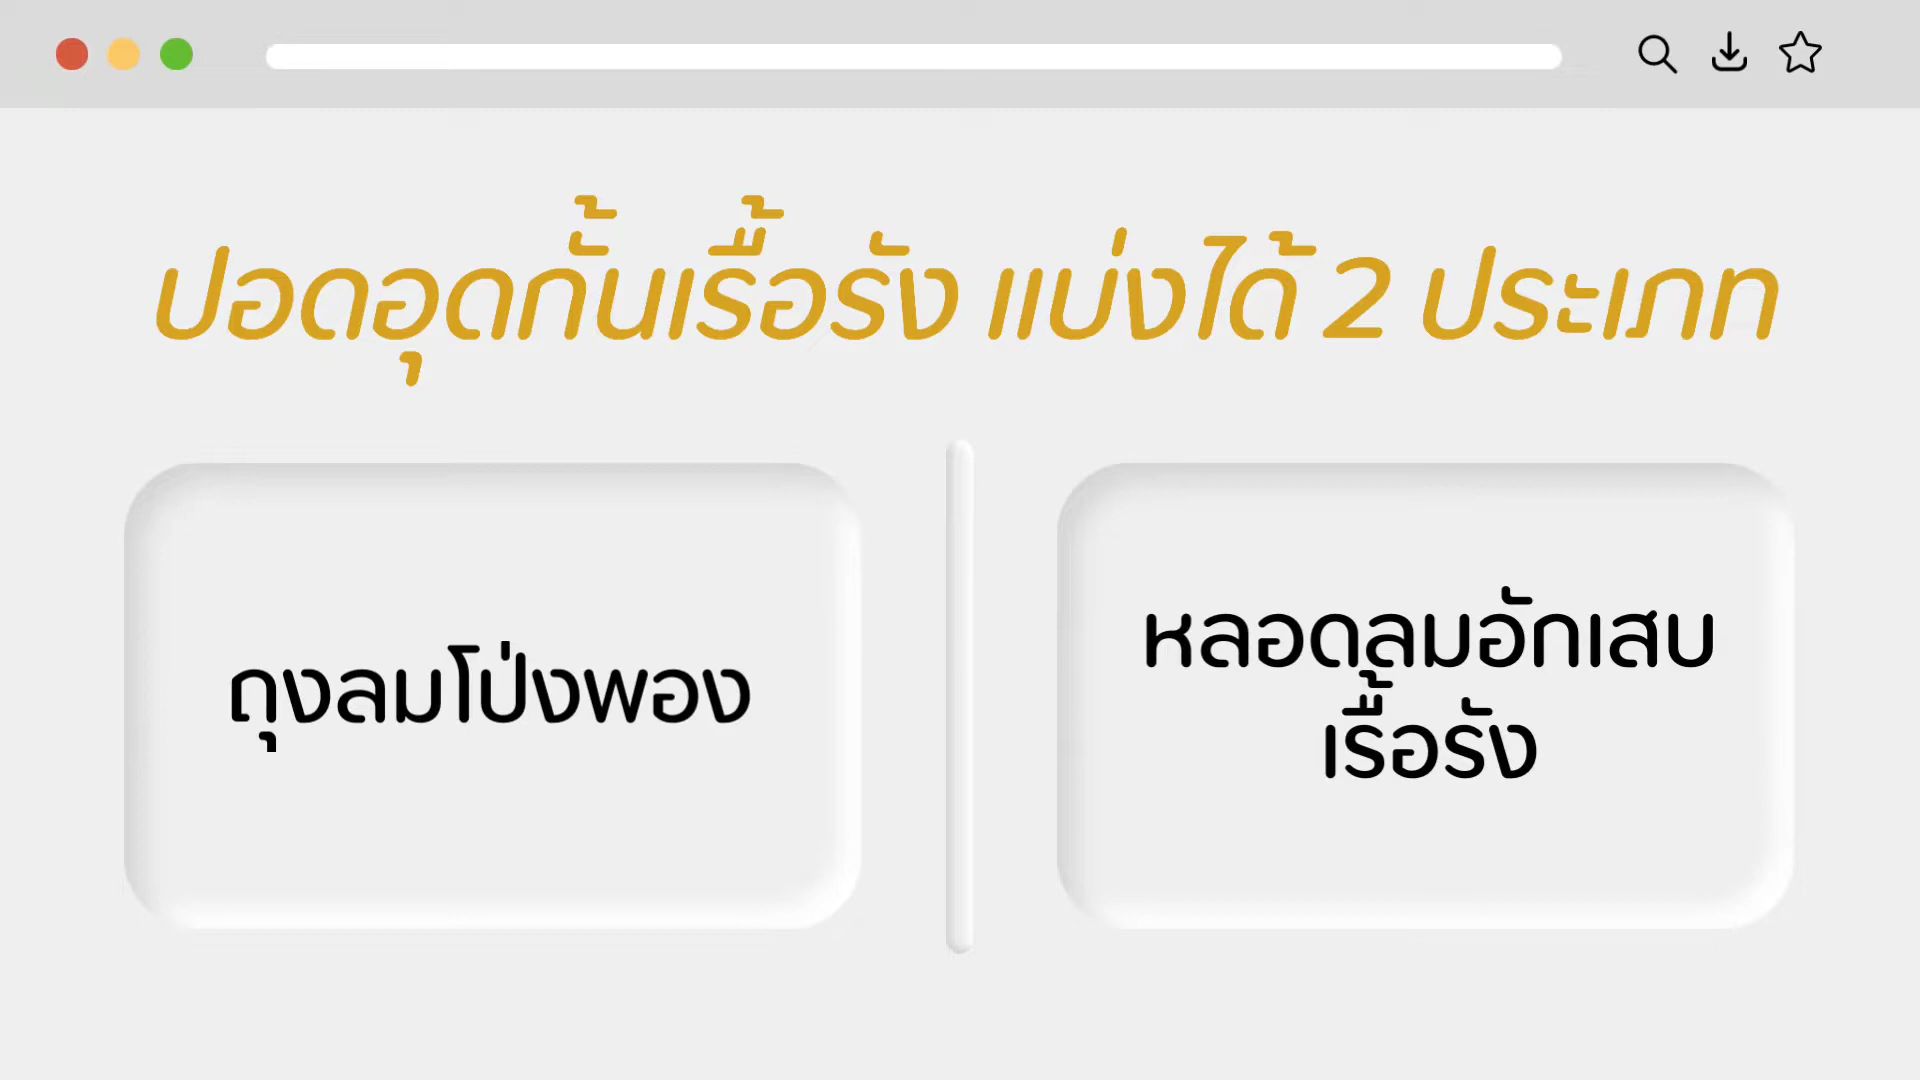 ปอดอุดกั้นเรื้อรัง แบ่งได้ 2 ประเภท
ถุงลมโป่งพอง
หลอดลมอักเสบ
เรื้อรัง